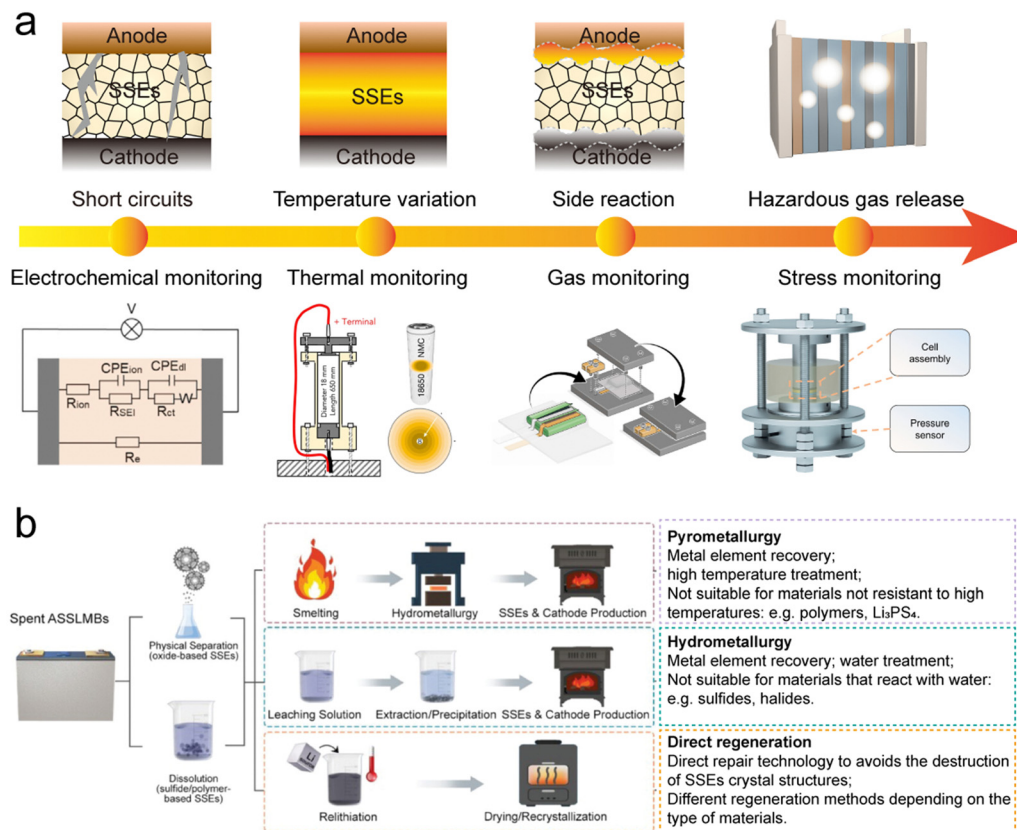 a
Anode
SSEs
Cathode
Anode
SSEs
Cathode
Anode
SSEs
Cathode
Short circuits
Temperature variation
Side reaction
Hazardous gas release
Electrochemical monitoring
Thermal monitoring
Gas monitoring
Stress monitoring
V
CPEion
CPEdl
Rion
RSEI
Rct
W
Re
+ Terminal
Diameter 18 mm
Length 650 mm
18650 NMC
Cell
assembly
Pressure
sensor
b
Spent ASSLMBs
Physical Separation
(oxide-based SSEs)
Dissolution
(sulfide/polymer-
based SSEs)
Smelting
Hydrometallurgy
SSEs & Cathode Production
Pyrometallurgy
Metal element recovery;
high temperature treatment;
Not suitable for materials not resistant to high
temperatures: e.g. polymers, Li₃PS₄.
Leaching Solution
Extraction/Precipitation
SSEs & Cathode Production
Hydrometallurgy
Metal element recovery; water treatment;
Not suitable for materials that react with water:
e.g. sulfides, halides.
Li
Relithiation
Drying/Recrystallization
Direct regeneration
Direct repair technology to avoids the destruction
of SSEs crystal structures;
Different regeneration methods depending on the
type of materials.